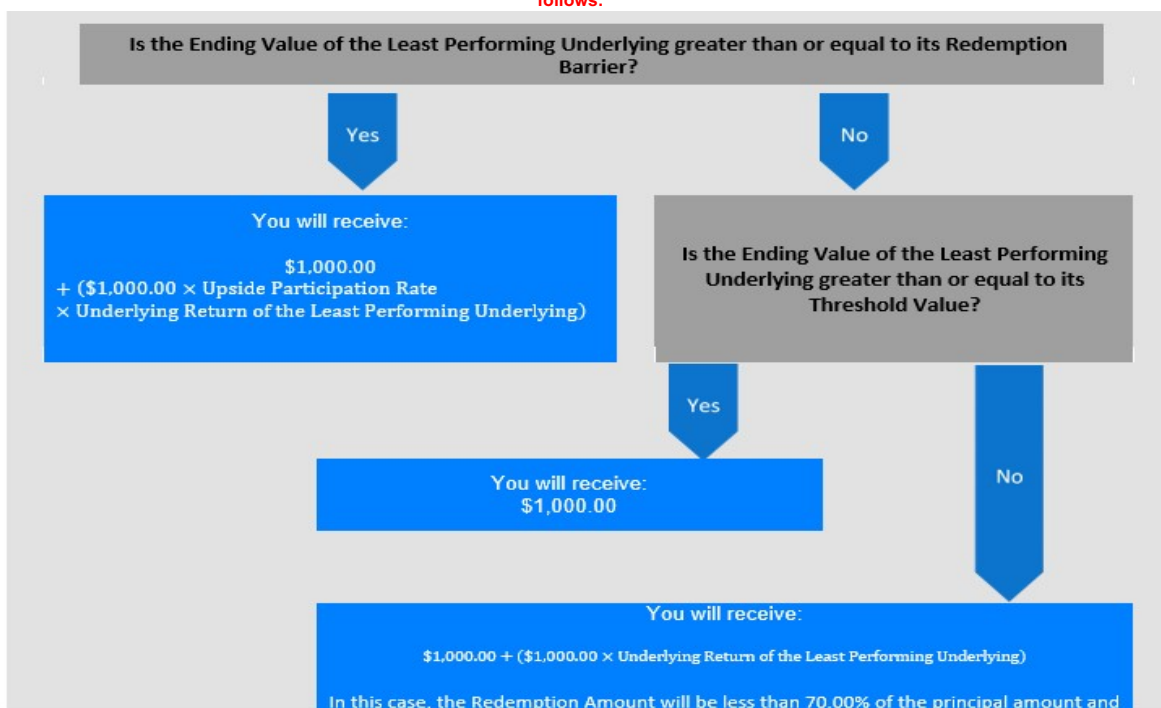 follows:
Is the Ending Value of the Least Performing Underlying greater than or equal to its Redemption
Barrier?
Yes
No
You will receive:
$1,000.00
+ ($1,000.00 × Upside Participation Rate
× Underlying Return of the Least Performing Underlying)
Is the Ending Value of the Least Performing
Underlying greater than or equal to its
Threshold Value?
Yes
No
You will receive:
$1,000.00
You will receive:
$1,000.00 + ($1,000.00 × Underlying Return of the Least Performing Underlying)
In this case, the Redemption Amount will be less than 70.00% of the principal amount and